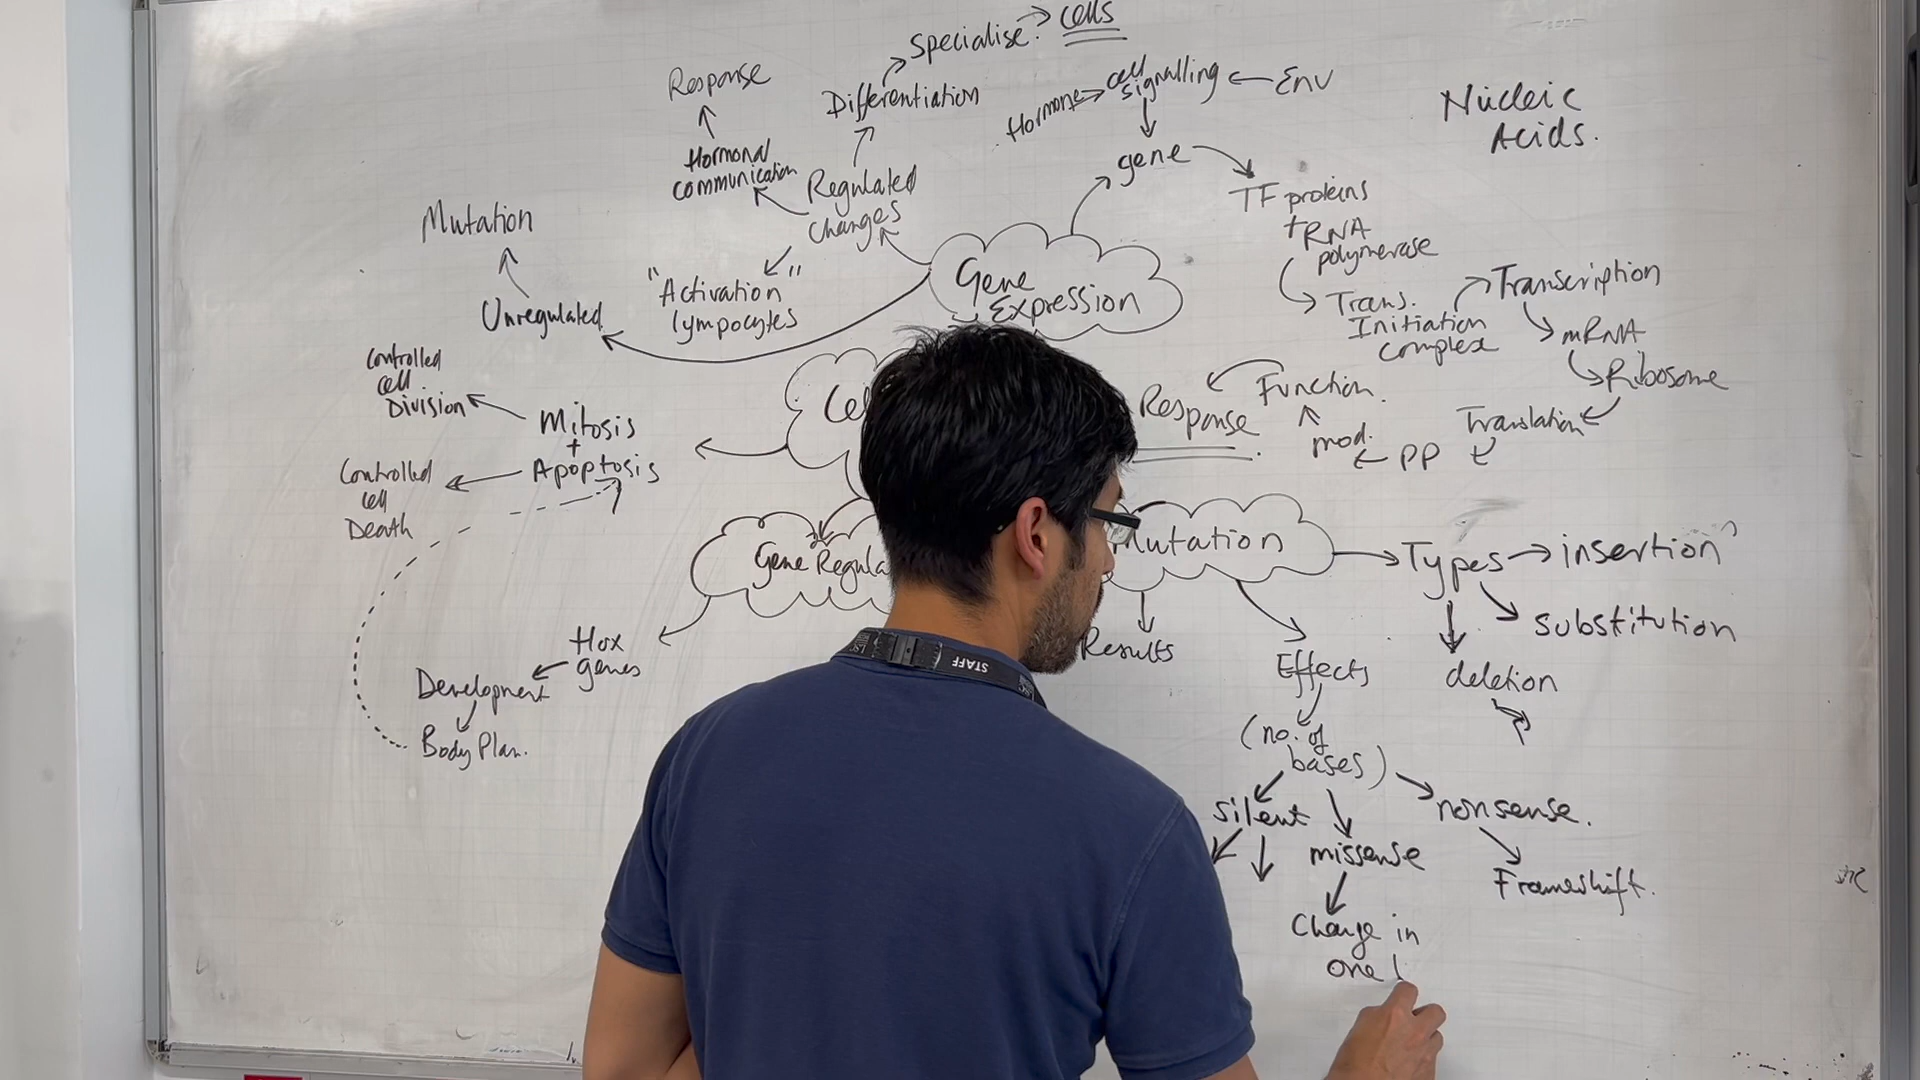 cells
Specialise.
Response
Differentiation
Hormone
cell
signalling
Env
Nucleic
Acids.
Hormonal
communication
gene
Regulated
changes
TF proteins
+RNA
polymerase
Mutation
"Activation"
lympocytes
Gene
Expression
Transcription
Trans.
Initiation
complex
mRNA
Unregulated
Ribosome
Controlled
cell
Division
Function.
Response
mod.
PP
Translation
Mitosis
+
Apoptosis
Controlled
cell
Death
Gene Regula
Mutation
Types
insertion
substitution
deletion
Results
Effects
(no. of
bases)
Hox
genes
Development
Body Plan.
silent
missense
nonsense.
Frameshift.
Change in
one
STAFF